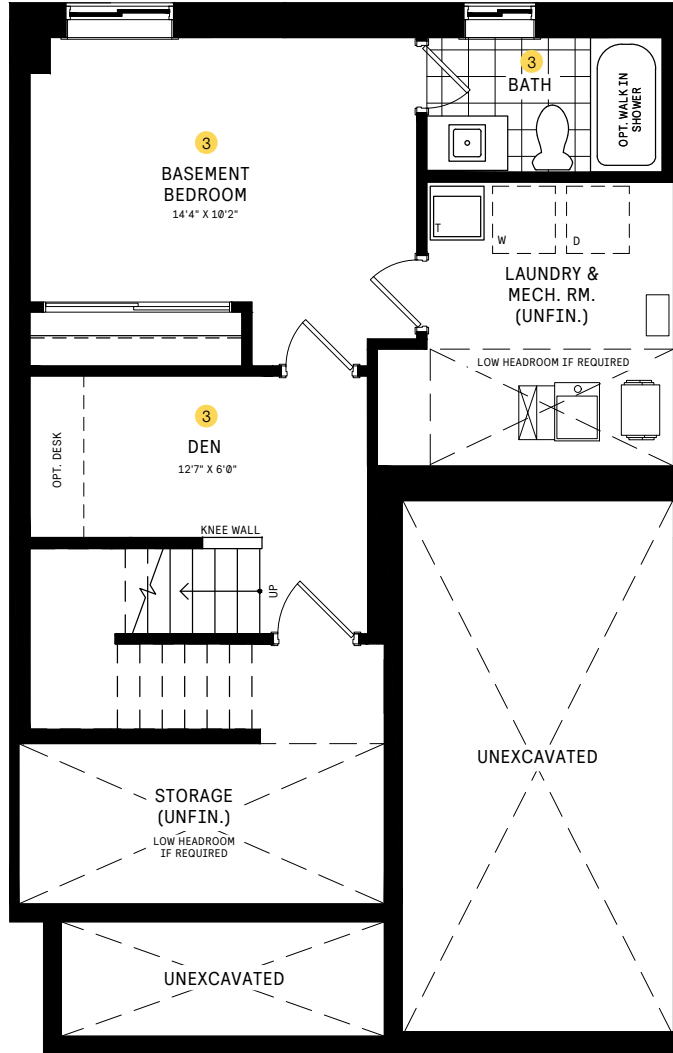 3
BATH
OPT. WALK IN
SHOWER
3
BASEMENT
BEDROOM
14'4" X 10'2"
T
W
D
LAUNDRY &
MECH. RM.
(UNFIN.)
LOW HEADROOM IF REQUIRED
3
DEN
12'7" X 6'0"
OPT. DESK
KNEE WALL
UP
UNEXCAVATED
STORAGE
(UNFIN.)
LOW HEADROOM
IF REQUIRED
UNEXCAVATED